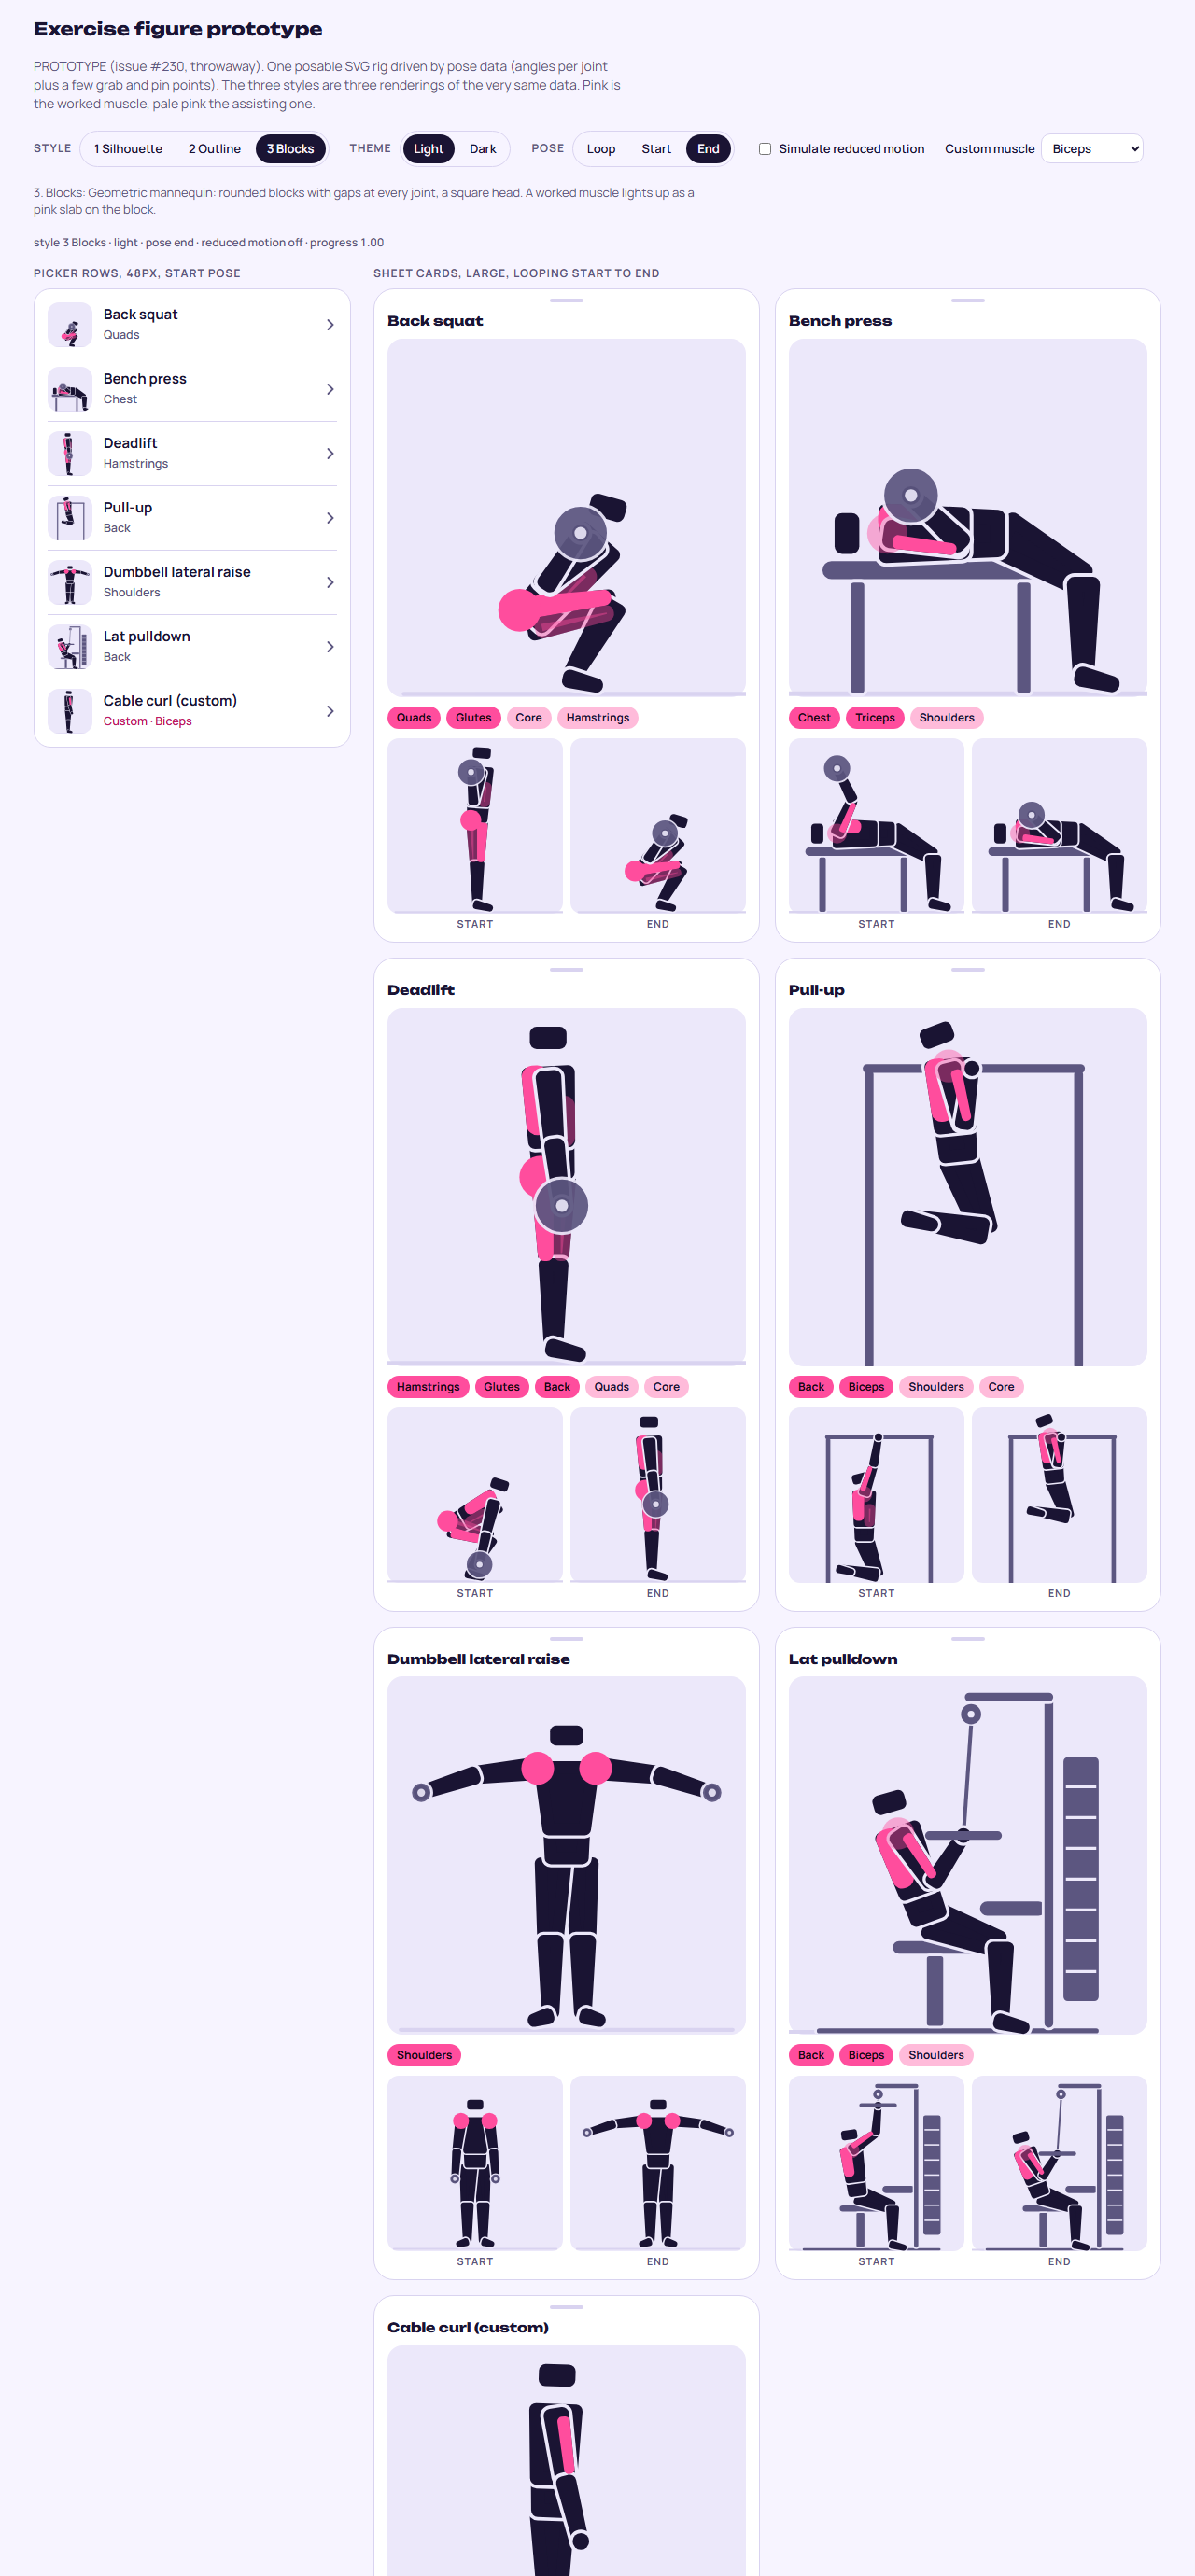 Exercise figure prototype
PROTOTYPE (issue #230, throwaway). One posable SVG rig driven by pose data (angles per joint
plus a few grab and pin points). The three styles are three renderings of the very same data. Pink is
the worked muscle, pale pink the assisting one.
STYLE 1 Silhouette 2 Outline 3 Blocks THEME Light Dark POSE Loop Start End Simulate reduced motion Custom muscle Biceps
3. Blocks: Geometric mannequin: rounded blocks with gaps at every joint, a square head. A worked muscle lights up as a
pink slab on the block.
style 3 Blocks · light · pose end · reduced motion off · progress 1.00
PICKER ROWS, 48PX, START POSE
Back squat
Quads
Bench press
Chest
Deadlift
Hamstrings
Pull-up
Back
Dumbbell lateral raise
Shoulders
Lat pulldown
Back
Cable curl (custom)
Custom · Biceps
SHEET CARDS, LARGE, LOOPING START TO END
Back squat
Quads Glutes Core Hamstrings
START END
Bench press
Chest Triceps Shoulders
START END
Deadlift
Hamstrings Glutes Back Quads Core
START END
Pull-up
Back Biceps Shoulders Core
START END
Dumbbell lateral raise
Shoulders
START END
Lat pulldown
Back Biceps Shoulders
START END
Cable curl (custom)